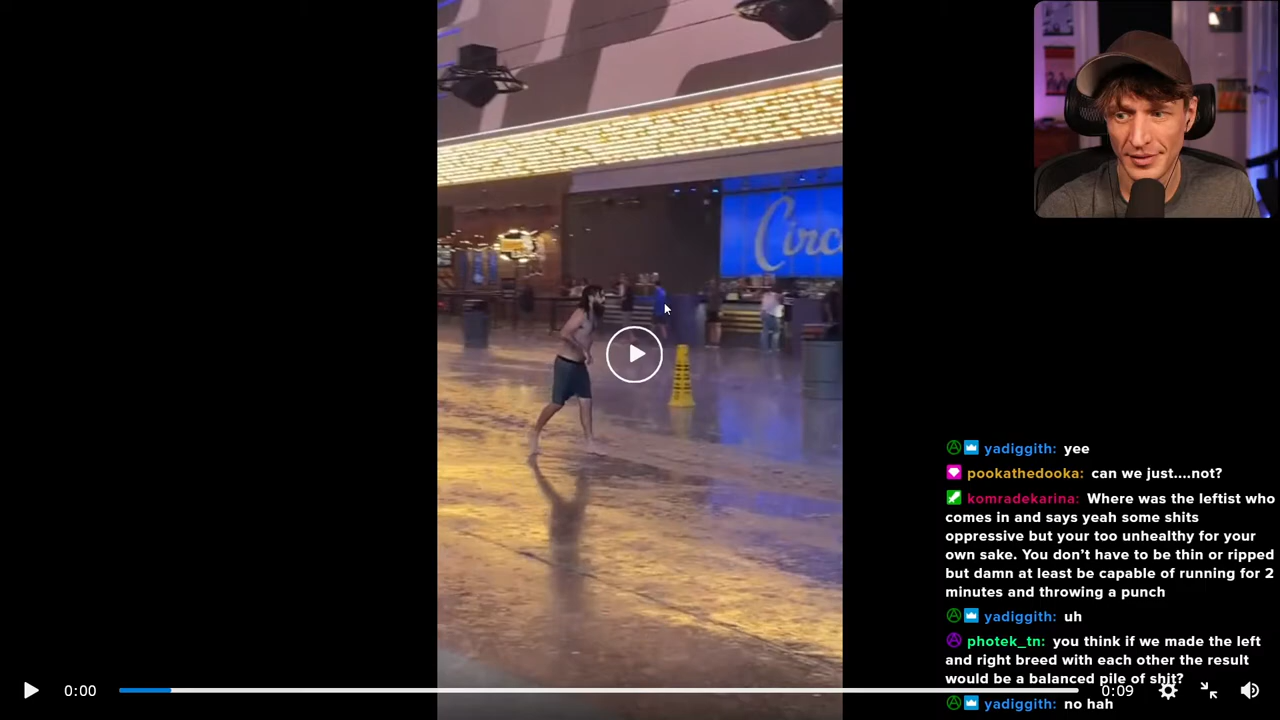 Circ
yadiggith: yee
pookathedooka: can we just....not?
komradekarina: Where was the leftist who
comes in and says yeah some shits
oppressive but your too unhealthy for your
own sake. You don’t have to be thin or ripped
but damn at least be capable of running for 2
minutes and throwing a punch
yadiggith: uh
photek_tn: you think if we made the left
and right breed with each other the result
would be a balanced pile of shit?
yadiggith: no hah
0:00
0:09